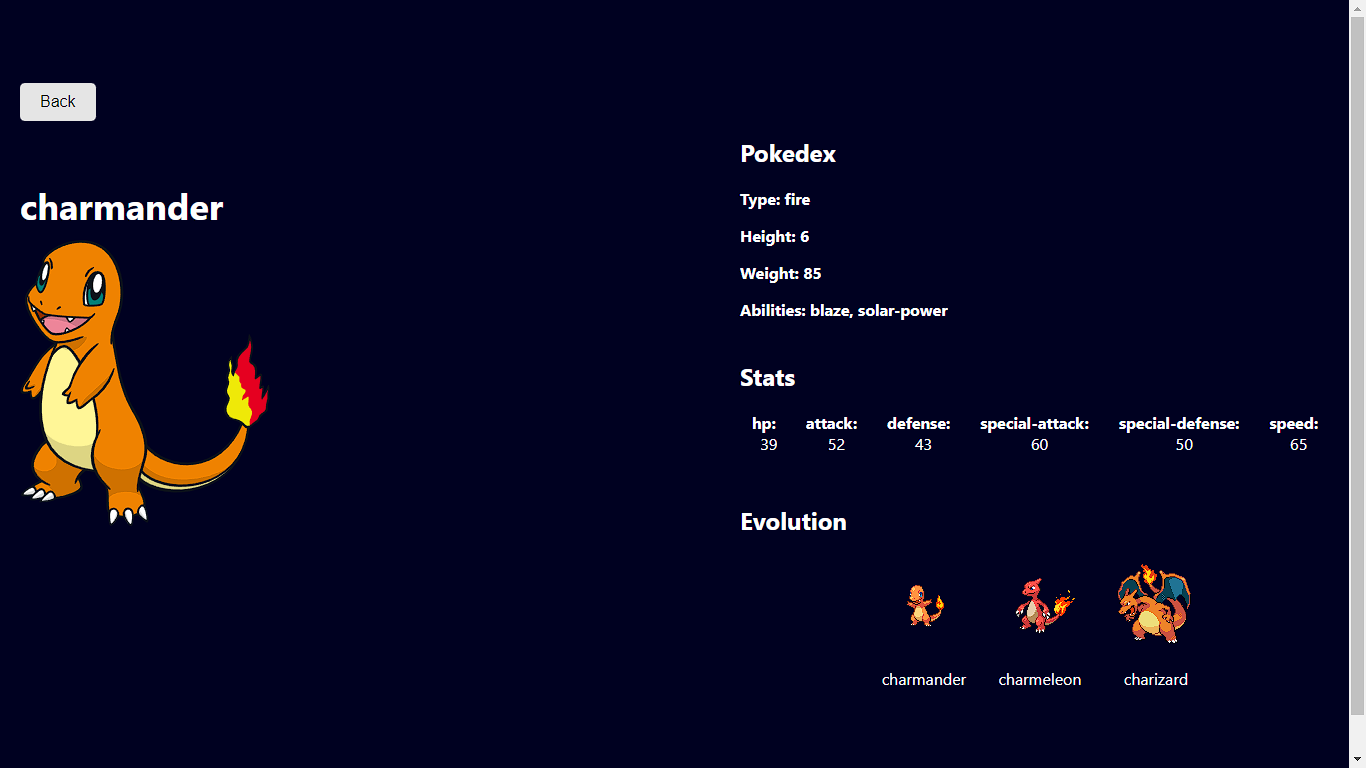 Back
charmander
Pokedex
Type: fire
Height: 6
Weight: 85
Abilities: blaze, solar-power
Stats
hp: attack: defense: special-attack: special-defense: speed:
39 52 43 60 50 65
Evolution
charmander charmeleon charizard